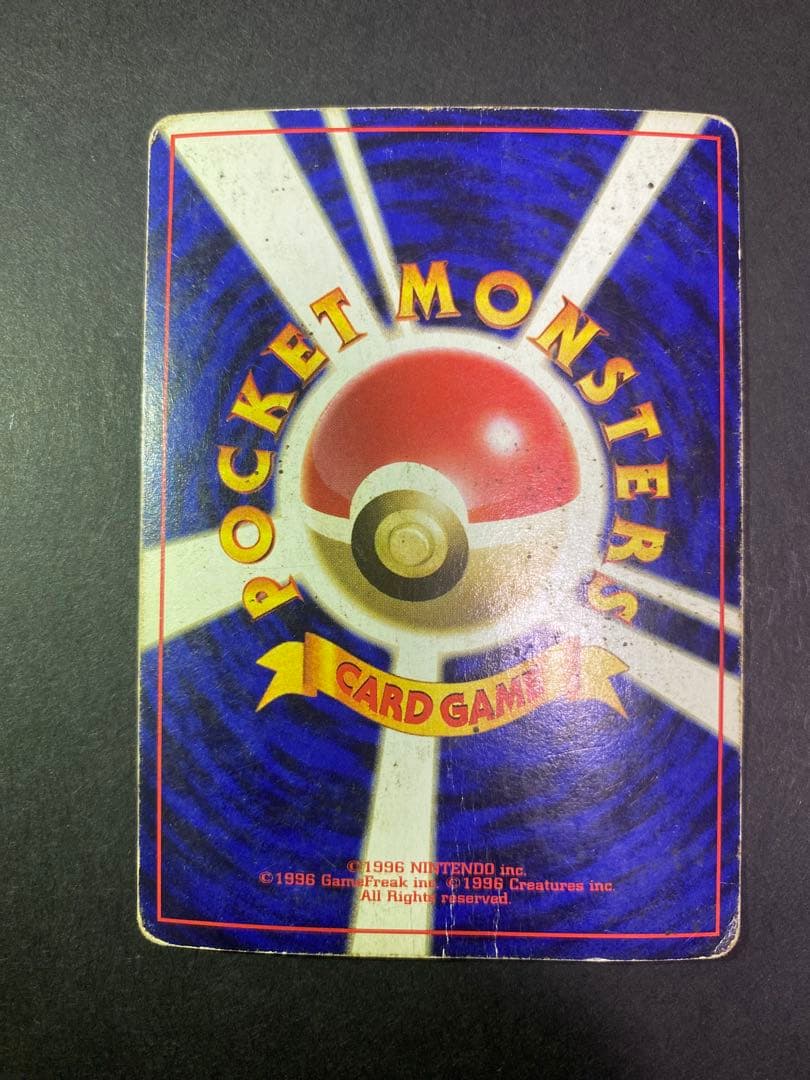 POCKET MONSTERS
CARD GAME
©1996 NINTENDO inc.
©1996 GameFreak inc. ©1996 Creatures inc.
All Rights reserved.